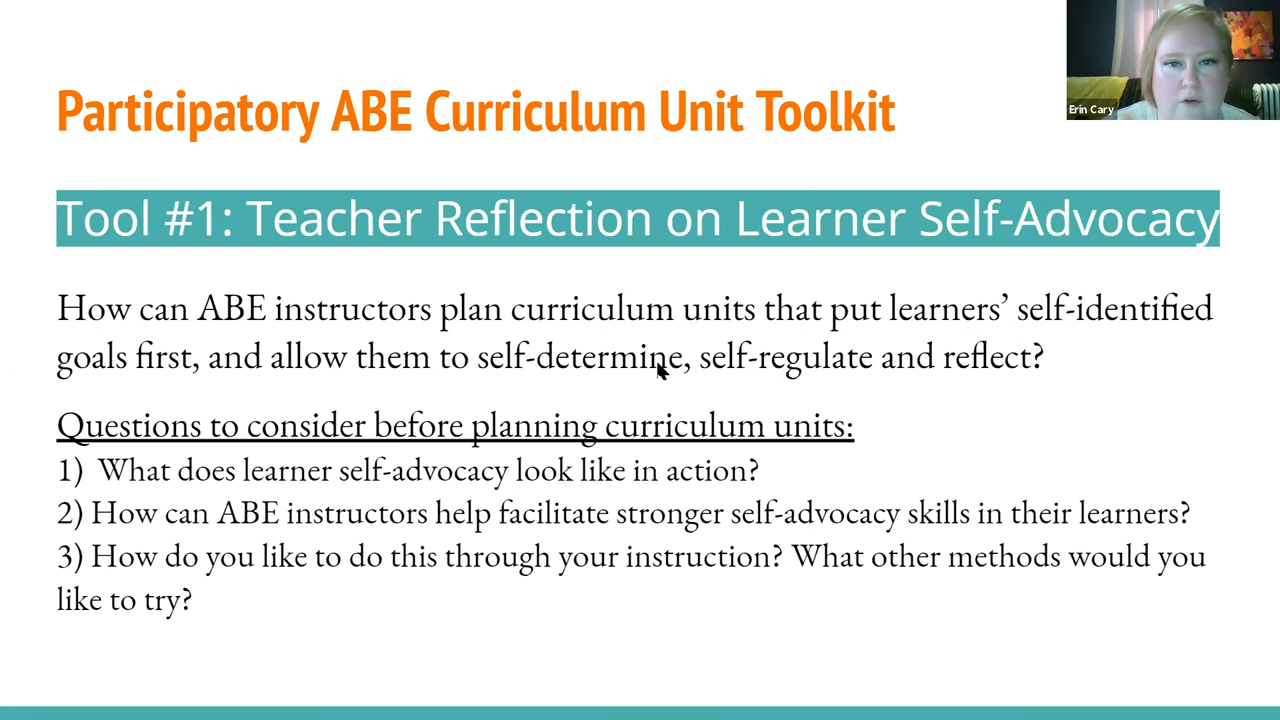 Participatory ABE Curriculum Unit Toolkit
Erin Cary
Tool #1: Teacher Reflection on Learner Self-Advocacy
How can ABE instructors plan curriculum units that put learners’ self-identified
goals first, and allow them to self-determine, self-regulate and reflect?
Questions to consider before planning curriculum units:
1) What does learner self-advocacy look like in action?
2) How can ABE instructors help facilitate stronger self-advocacy skills in their learners?
3) How do you like to do this through your instruction? What other methods would you
like to try?